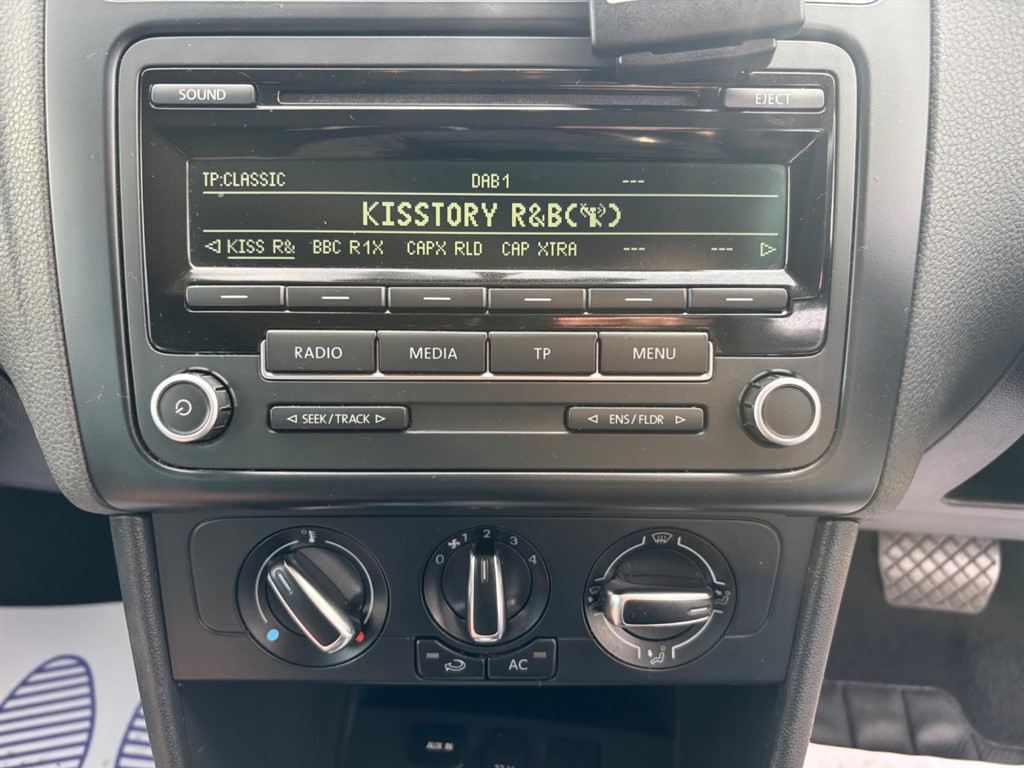 SOUND EJECT
TP:CLASSIC DAB1 ---
KISSTORY R&B
KISS R& BBC R1X CAPX RLD CAP XTRA --- ---
RADIO MEDIA TP MENU
SEEK/TRACK ENS/FLDR
0 1 2 3 4
AC
AUX IN